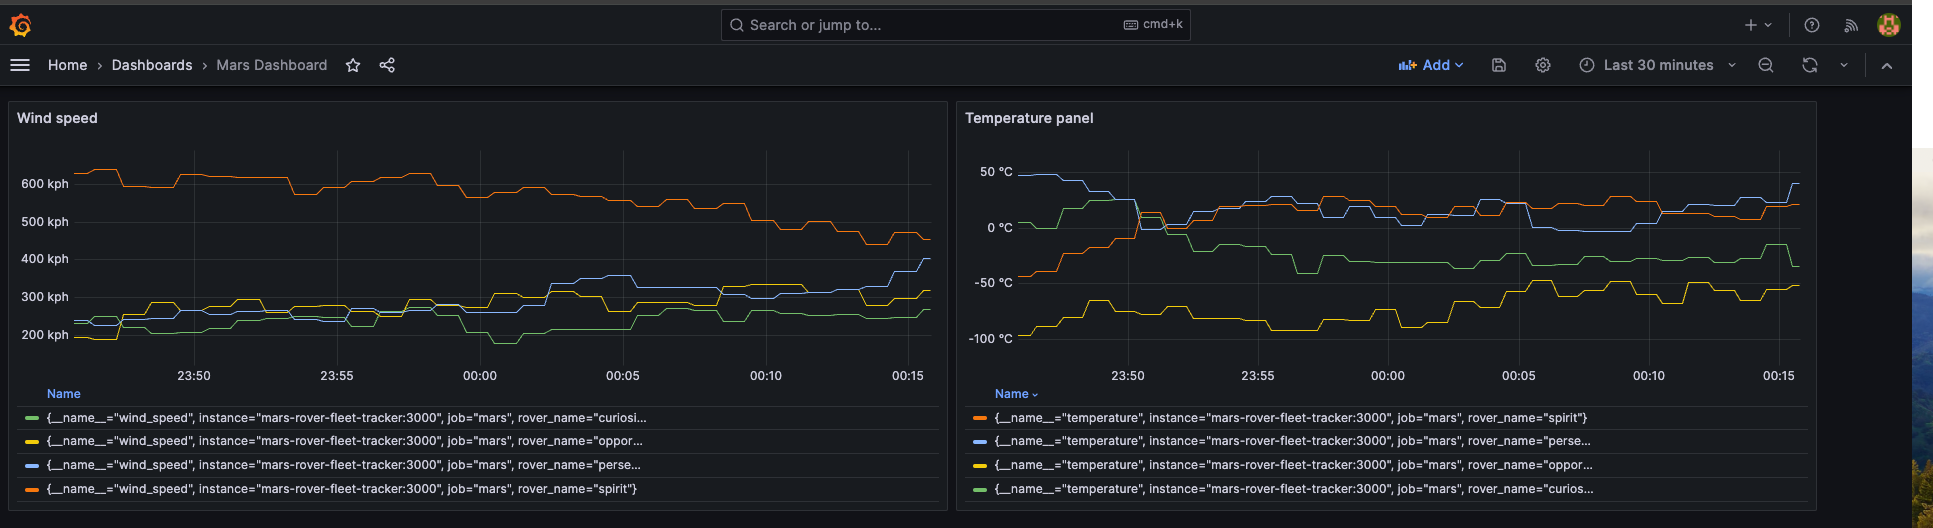 Search or jump to...
cmd+k
Home › Dashboards › Mars Dashboard
Add
Last 30 minutes
Wind speed
600 kph
500 kph
400 kph
300 kph
200 kph
23:50 23:55 00:00 00:05 00:10 00:15
Name
{__name__="wind_speed", instance="mars-rover-fleet-tracker:3000", job="mars", rover_name="curiosi...
{__name__="wind_speed", instance="mars-rover-fleet-tracker:3000", job="mars", rover_name="oppor...
{__name__="wind_speed", instance="mars-rover-fleet-tracker:3000", job="mars", rover_name="perse...
{__name__="wind_speed", instance="mars-rover-fleet-tracker:3000", job="mars", rover_name="spirit"}
Temperature panel
50 °C
0 °C
-50 °C
-100 °C
23:50 23:55 00:00 00:05 00:10 00:15
Name
{__name__="temperature", instance="mars-rover-fleet-tracker:3000", job="mars", rover_name="spirit"}
{__name__="temperature", instance="mars-rover-fleet-tracker:3000", job="mars", rover_name="perse...
{__name__="temperature", instance="mars-rover-fleet-tracker:3000", job="mars", rover_name="oppor...
{__name__="temperature", instance="mars-rover-fleet-tracker:3000", job="mars", rover_name="curios...